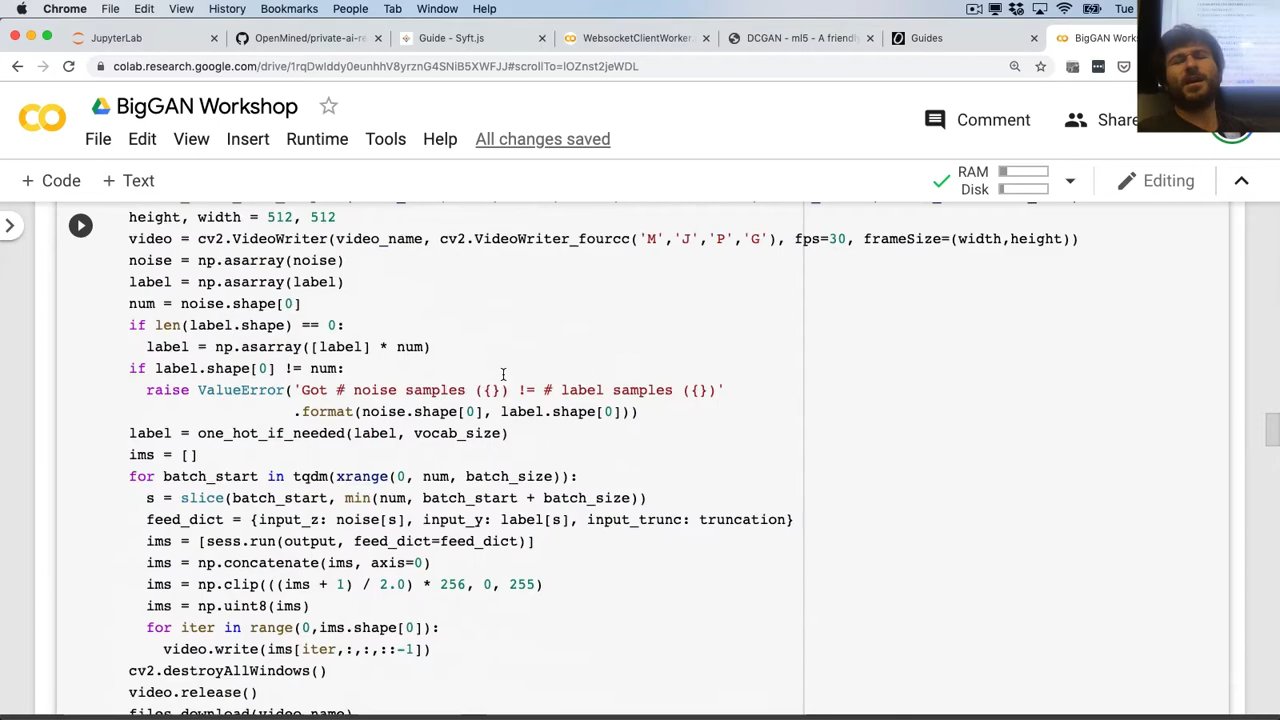 Chrome File Edit View History Bookmarks People Tab Window Help Tue
JupyterLab × OpenMined/private-ai-re × Guide - Syft.js × WebsocketClientWorker. × DCGAN - ml5 - A friendly × Guides × BigGAN Works
colab.research.google.com/drive/1rqDwIddy0eunhhV8yrznG4SNiB5XWFJJ#scrollTo=IOZnst2jeWDL
CO BigGAN Workshop
File Edit View Insert Runtime Tools Help All changes saved
Comment Share
+ Code + Text
RAM
Disk
Editing
height, width = 512, 512
video = cv2.VideoWriter(video_name, cv2.VideoWriter_fourcc('M','J','P','G'), fps=30, frameSize=(width,height))
noise = np.asarray(noise)
label = np.asarray(label)
num = noise.shape[0]
if len(label.shape) == 0:
  label = np.asarray([label] * num)
if label.shape[0] != num:
  raise ValueError('Got # noise samples ({}) != # label samples ({})'
                   .format(noise.shape[0], label.shape[0]))
label = one_hot_if_needed(label, vocab_size)
ims = []
for batch_start in tqdm(xrange(0, num, batch_size)):
  s = slice(batch_start, min(num, batch_start + batch_size))
  feed_dict = {input_z: noise[s], input_y: label[s], input_trunc: truncation}
  ims = [sess.run(output, feed_dict=feed_dict)]
  ims = np.concatenate(ims, axis=0)
  ims = np.clip(((ims + 1) / 2.0) * 256, 0, 255)
  ims = np.uint8(ims)
  for iter in range(0,ims.shape[0]):
    video.write(ims[iter,:,:,::-1])
cv2.destroyAllWindows()
video.release()
files.download(video_name)